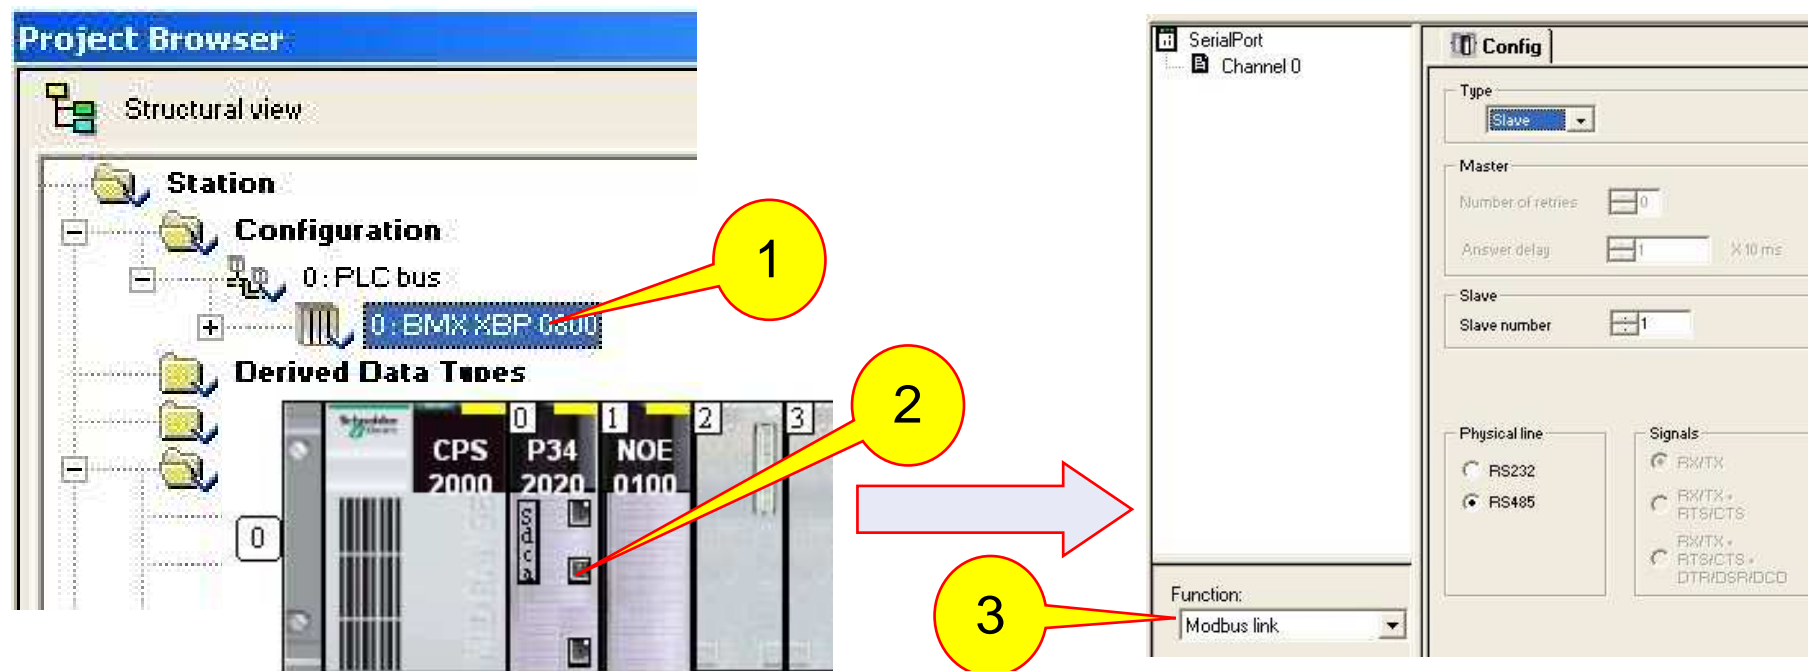 Project Browser
Structural view
Station
Configuration
0 : PLC bus
0 : BMX XBP 0800
Derived Data Types
1
2
3
0
Schneider
Electric
CPS
2000
0
P34
2020
1
NOE
0100
2
3
SerialPort
Channel 0
Config
Type
Slave
Master
Number of retries
0
Answer delay
1
X 10 ms
Slave
Slave number
1
Physical line
RS232
RS485
Signals
RX/TX
RX/TX +
RTS/CTS
RX/TX +
RTS/CTS +
DTR/DSR/DCD
Function:
Modbus link